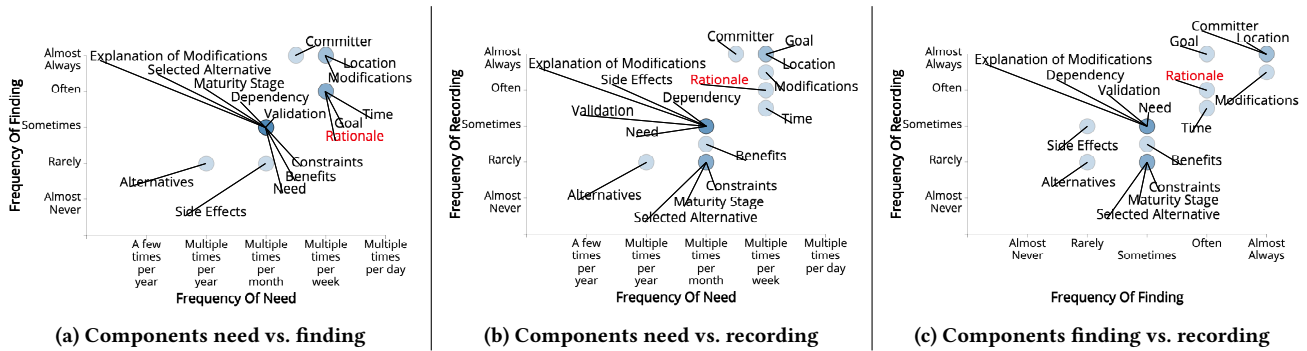 Frequency Of Finding
Almost
Always
Often
Sometimes
Rarely
Almost
Never
Committer
Explanation of Modifications
Location
Selected Alternative
Modifications
Maturity Stage
Dependency
Validation
Time
Goal
Rationale
Constraints
Benefits
Need
Alternatives
Side Effects
A few
times
per
year
Multiple
times
per
year
Multiple
times
per
month
Multiple
times
per
week
Multiple
times
per day
Frequency Of Need
(a) Components need vs. finding
Frequency Of Recording
Almost
Always
Often
Sometimes
Rarely
Almost
Never
Committer
Goal
Explanation of Modifications
Location
Side Effects
Rationale
Modifications
Dependency
Validation
Time
Need
Benefits
Alternatives
Constraints
Maturity Stage
Selected Alternative
A few
times
per
year
Multiple
times
per
year
Multiple
times
per
month
Multiple
times
per
week
Multiple
times
per day
Frequency Of Need
(b) Components need vs. recording
Frequency Of Recording
Almost
Always
Often
Sometimes
Rarely
Almost
Never
Committer
Location
Goal
Explanation of Modifications
Dependency
Rationale
Validation
Modifications
Need
Time
Side Effects
Benefits
Alternatives
Constraints
Maturity Stage
Selected Alternative
Almost
Never
Rarely
Sometimes
Often
Almost
Always
Frequency Of Finding
(c) Components finding vs. recording